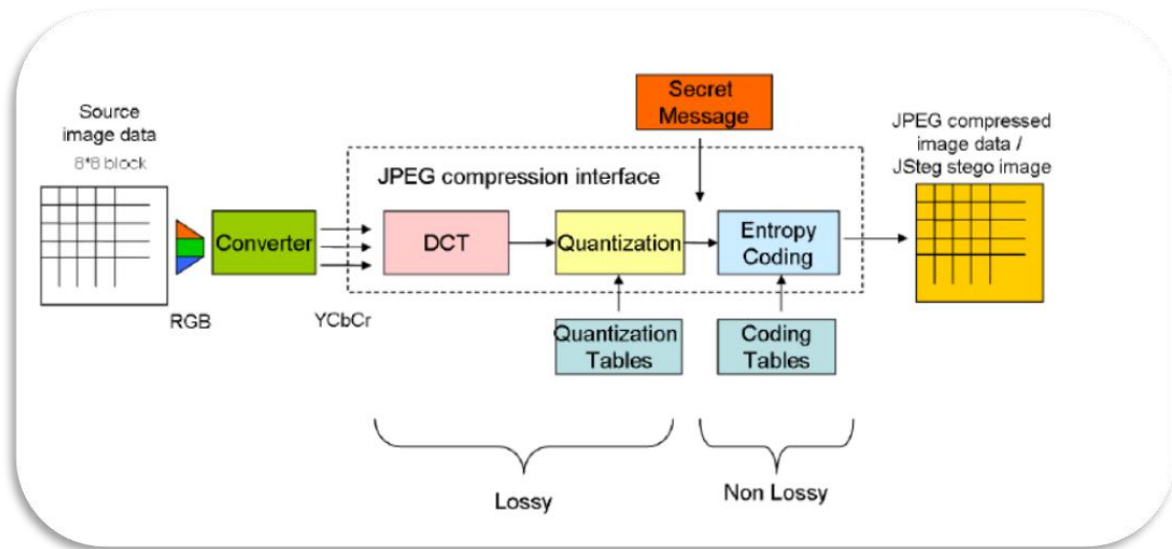 Secret
Message
Source
image data
8*8 block
JPEG compressed
image data /
JSteg stego image
JPEG compression interface
Converter
DCT
Quantization
Entropy
Coding
RGB
YCbCr
Quantization
Tables
Coding
Tables
Lossy
Non Lossy